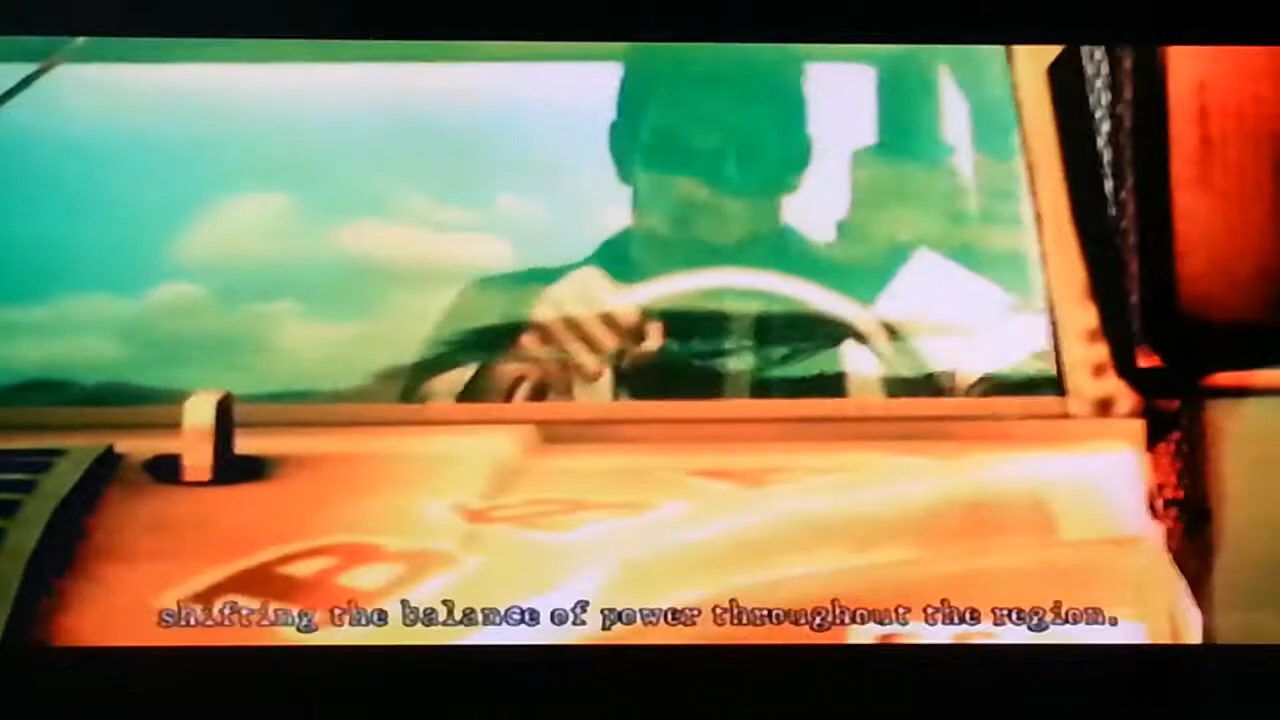 shifting the balance of power throughout the region.